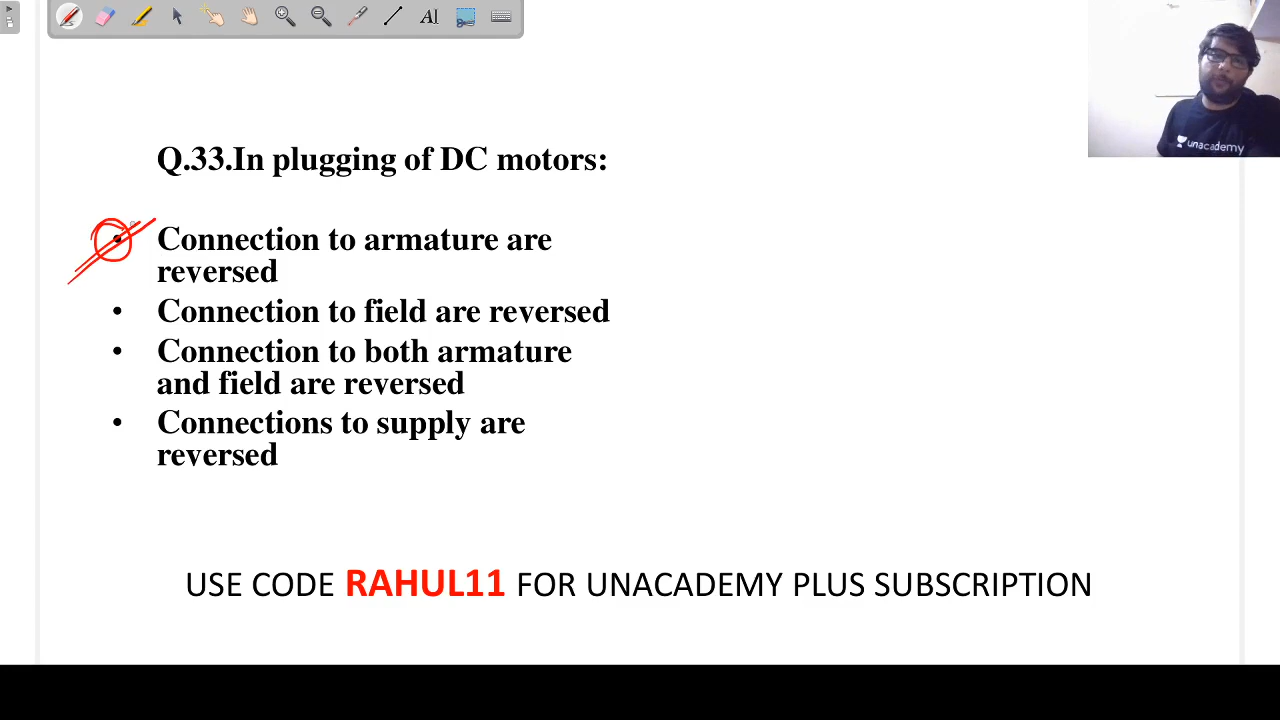 AI
unacademy
Q.33.In plugging of DC motors:
• Connection to armature are
reversed
• Connection to field are reversed
• Connection to both armature
and field are reversed
• Connections to supply are
reversed
USE CODE RAHUL11 FOR UNACADEMY PLUS SUBSCRIPTION